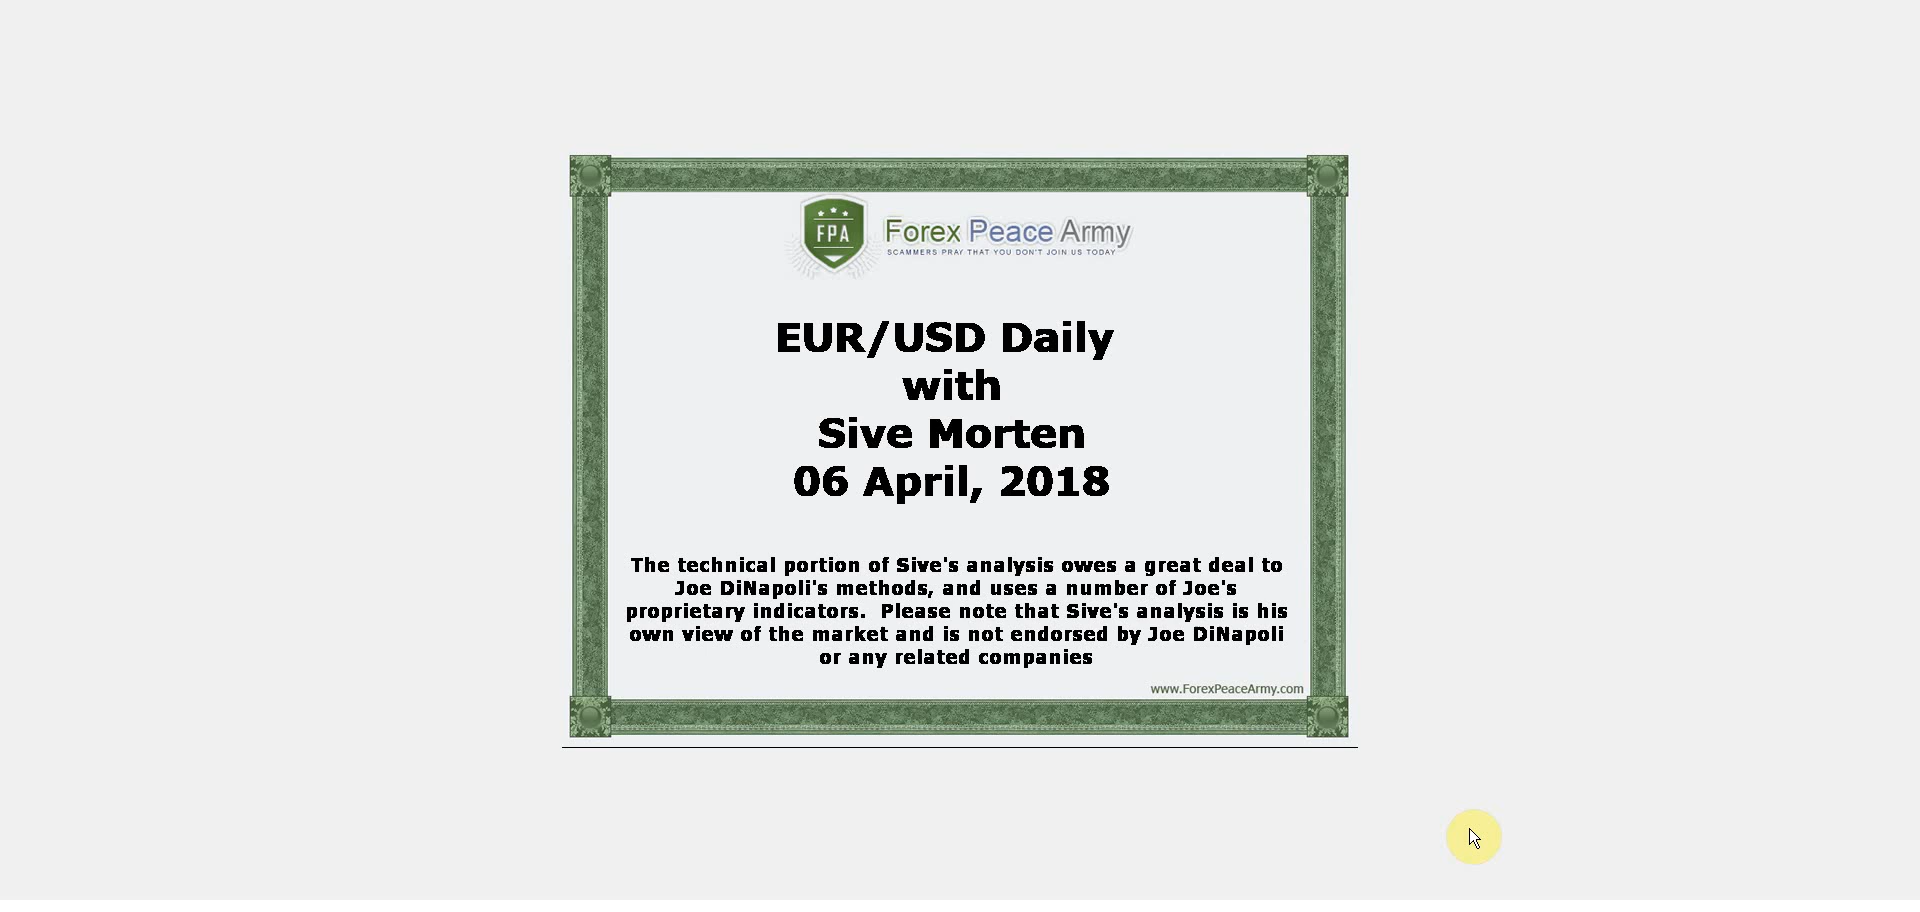 FPA
Forex Peace Army
SCAMMERS PRAY THAT YOU DON'T JOIN US TODAY
EUR/USD Daily
with
Sive Morten
06 April, 2018
The technical portion of Sive's analysis owes a great deal to
Joe DiNapoli's methods, and uses a number of Joe's
proprietary indicators.  Please note that Sive's analysis is his
own view of the market and is not endorsed by Joe DiNapoli
or any related companies
www.ForexPeaceArmy.com